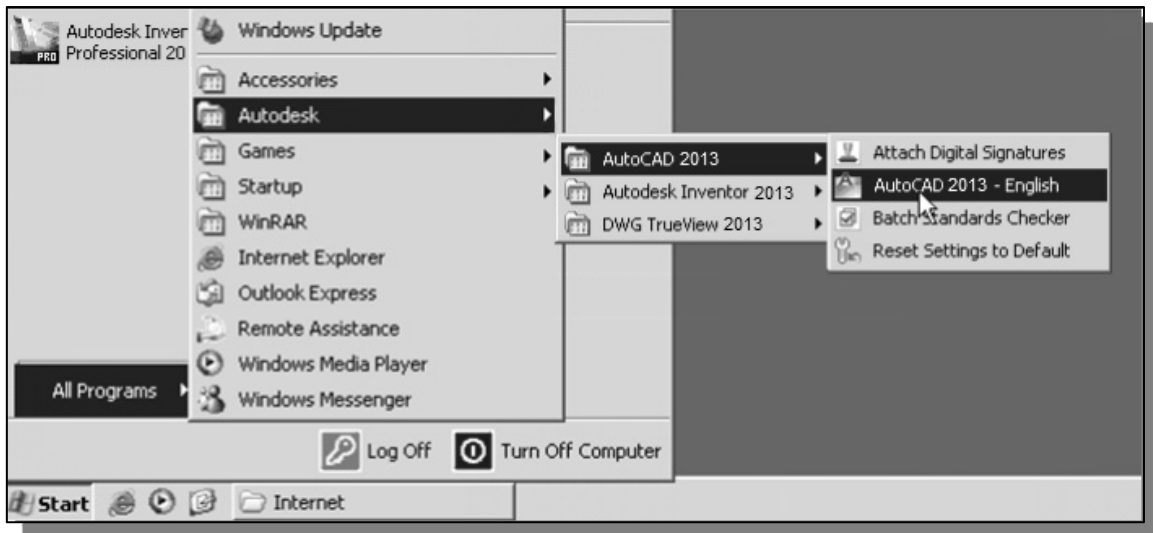 Autodesk Inver
PRO Professional 20
Windows Update
Accessories
Autodesk
Games
Startup
WinRAR
Internet Explorer
Outlook Express
Remote Assistance
Windows Media Player
Windows Messenger
AutoCAD 2013
Autodesk Inventor 2013
DWG TrueView 2013
Attach Digital Signatures
AutoCAD 2013 - English
Batch Standards Checker
Reset Settings to Default
All Programs
Log Off
Turn Off Computer
Start
Internet